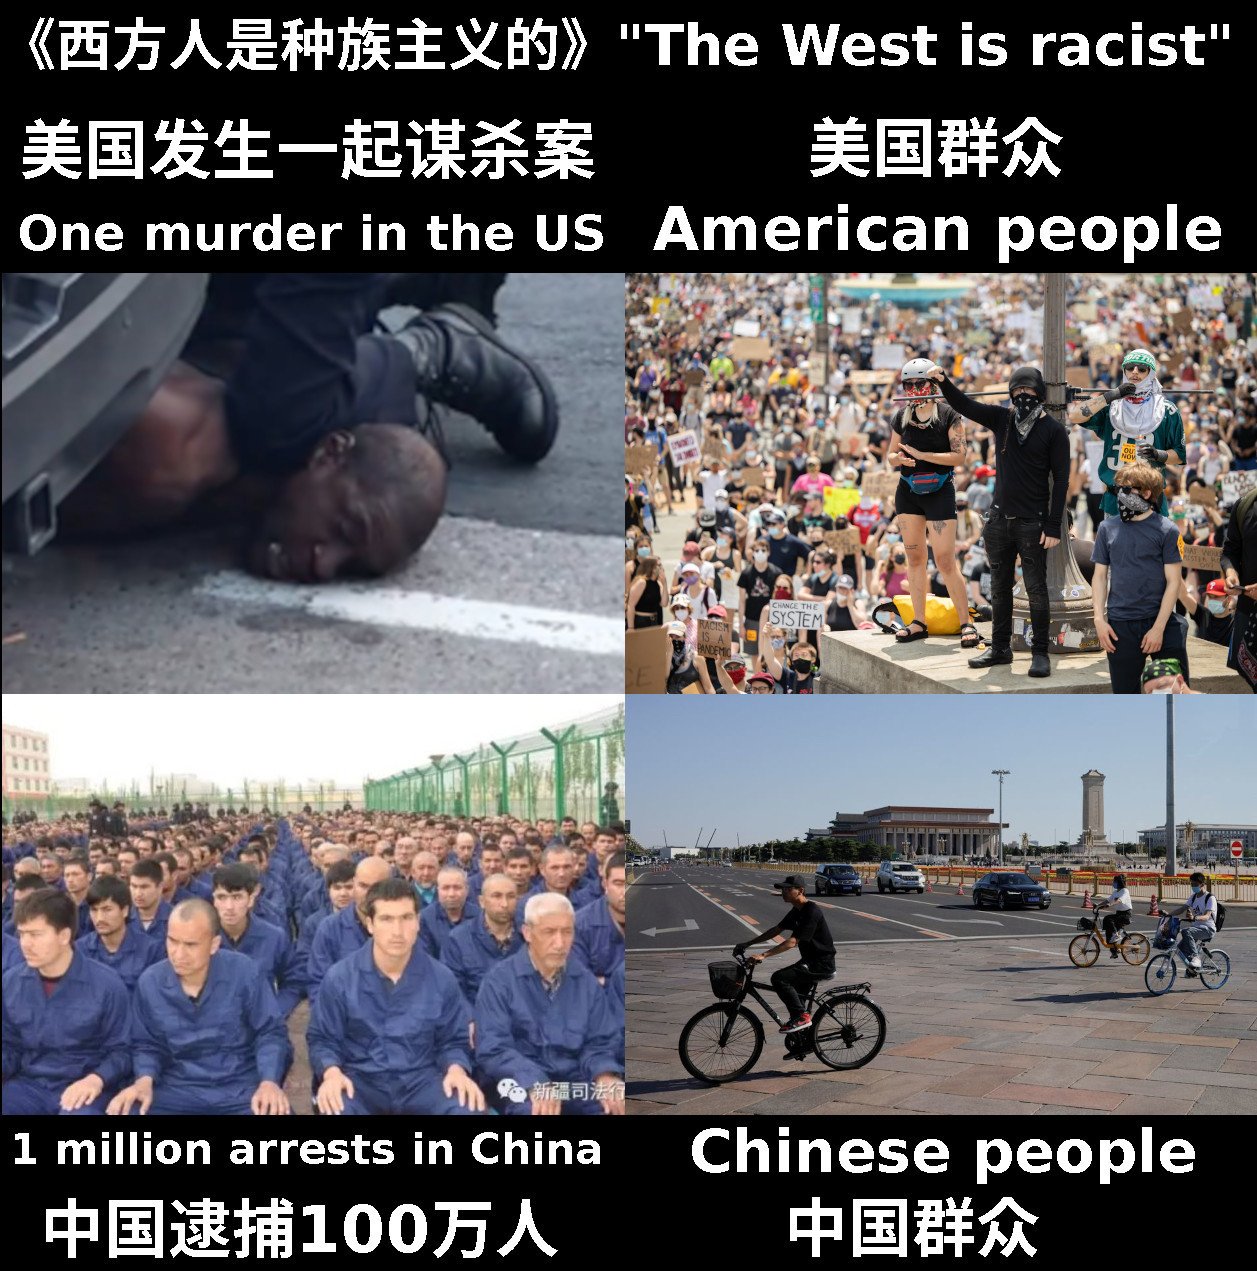 《西方人是种族主义的》 "The West is racist"
美国发生一起谋杀案
One murder in the US
美国群众
American people
CHANGE THE
SYSTEM
RACISM
IS A
PANDEMIC
新疆司法行
1 million arrests in China
中国逮捕100万人
Chinese people
中国群众